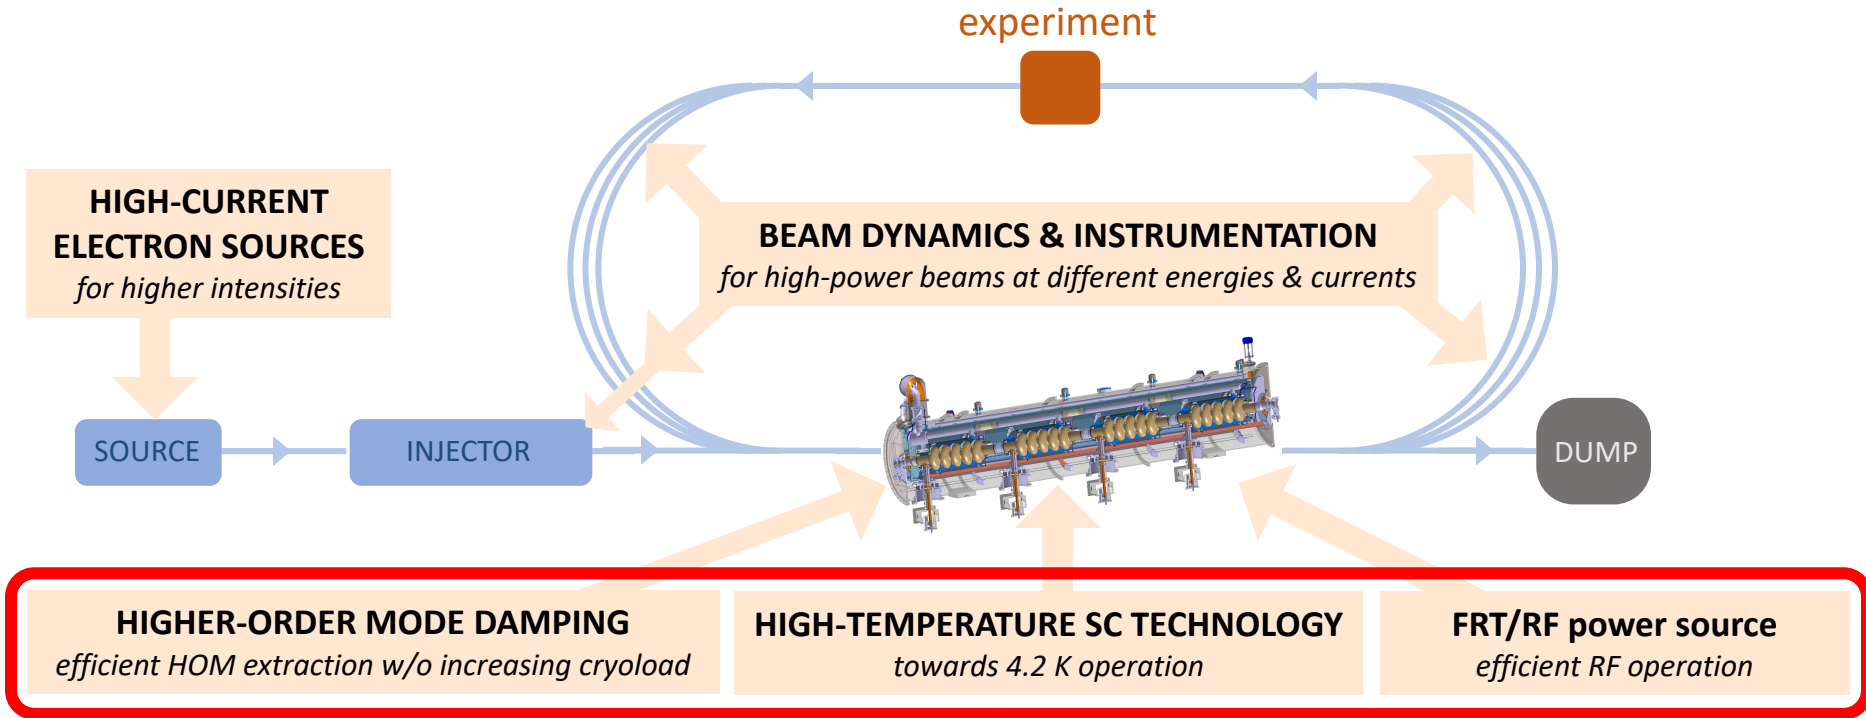 experiment
HIGH-CURRENT
ELECTRON SOURCES
for higher intensities
BEAM DYNAMICS & INSTRUMENTATION
for high-power beams at different energies & currents
SOURCE
INJECTOR
DUMP
HIGHER-ORDER MODE DAMPING
efficient HOM extraction w/o increasing cryoload
HIGH-TEMPERATURE SC TECHNOLOGY
towards 4.2 K operation
FRT/RF power source
efficient RF operation